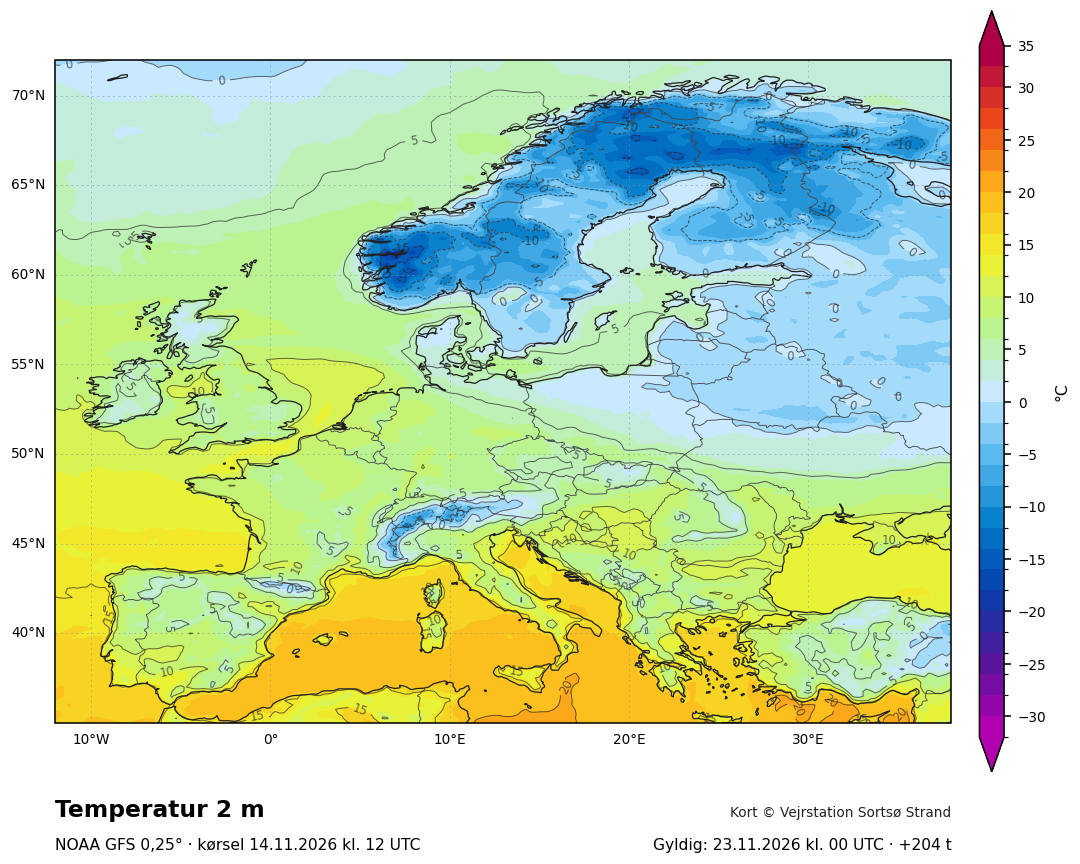 70°N
65°N
60°N
55°N
50°N
45°N
40°N
10°W
0°
10°E
20°E
30°E
35
30
25
20
15
10
5
0
−5
−10
−15
−20
−25
−30
°C
Temperatur 2 m
Kort © Vejrstation Sortsø Strand
NOAA GFS 0,25° · kørsel 14.11.2026 kl. 12 UTC
Gyldig: 23.11.2026 kl. 00 UTC · +204 t